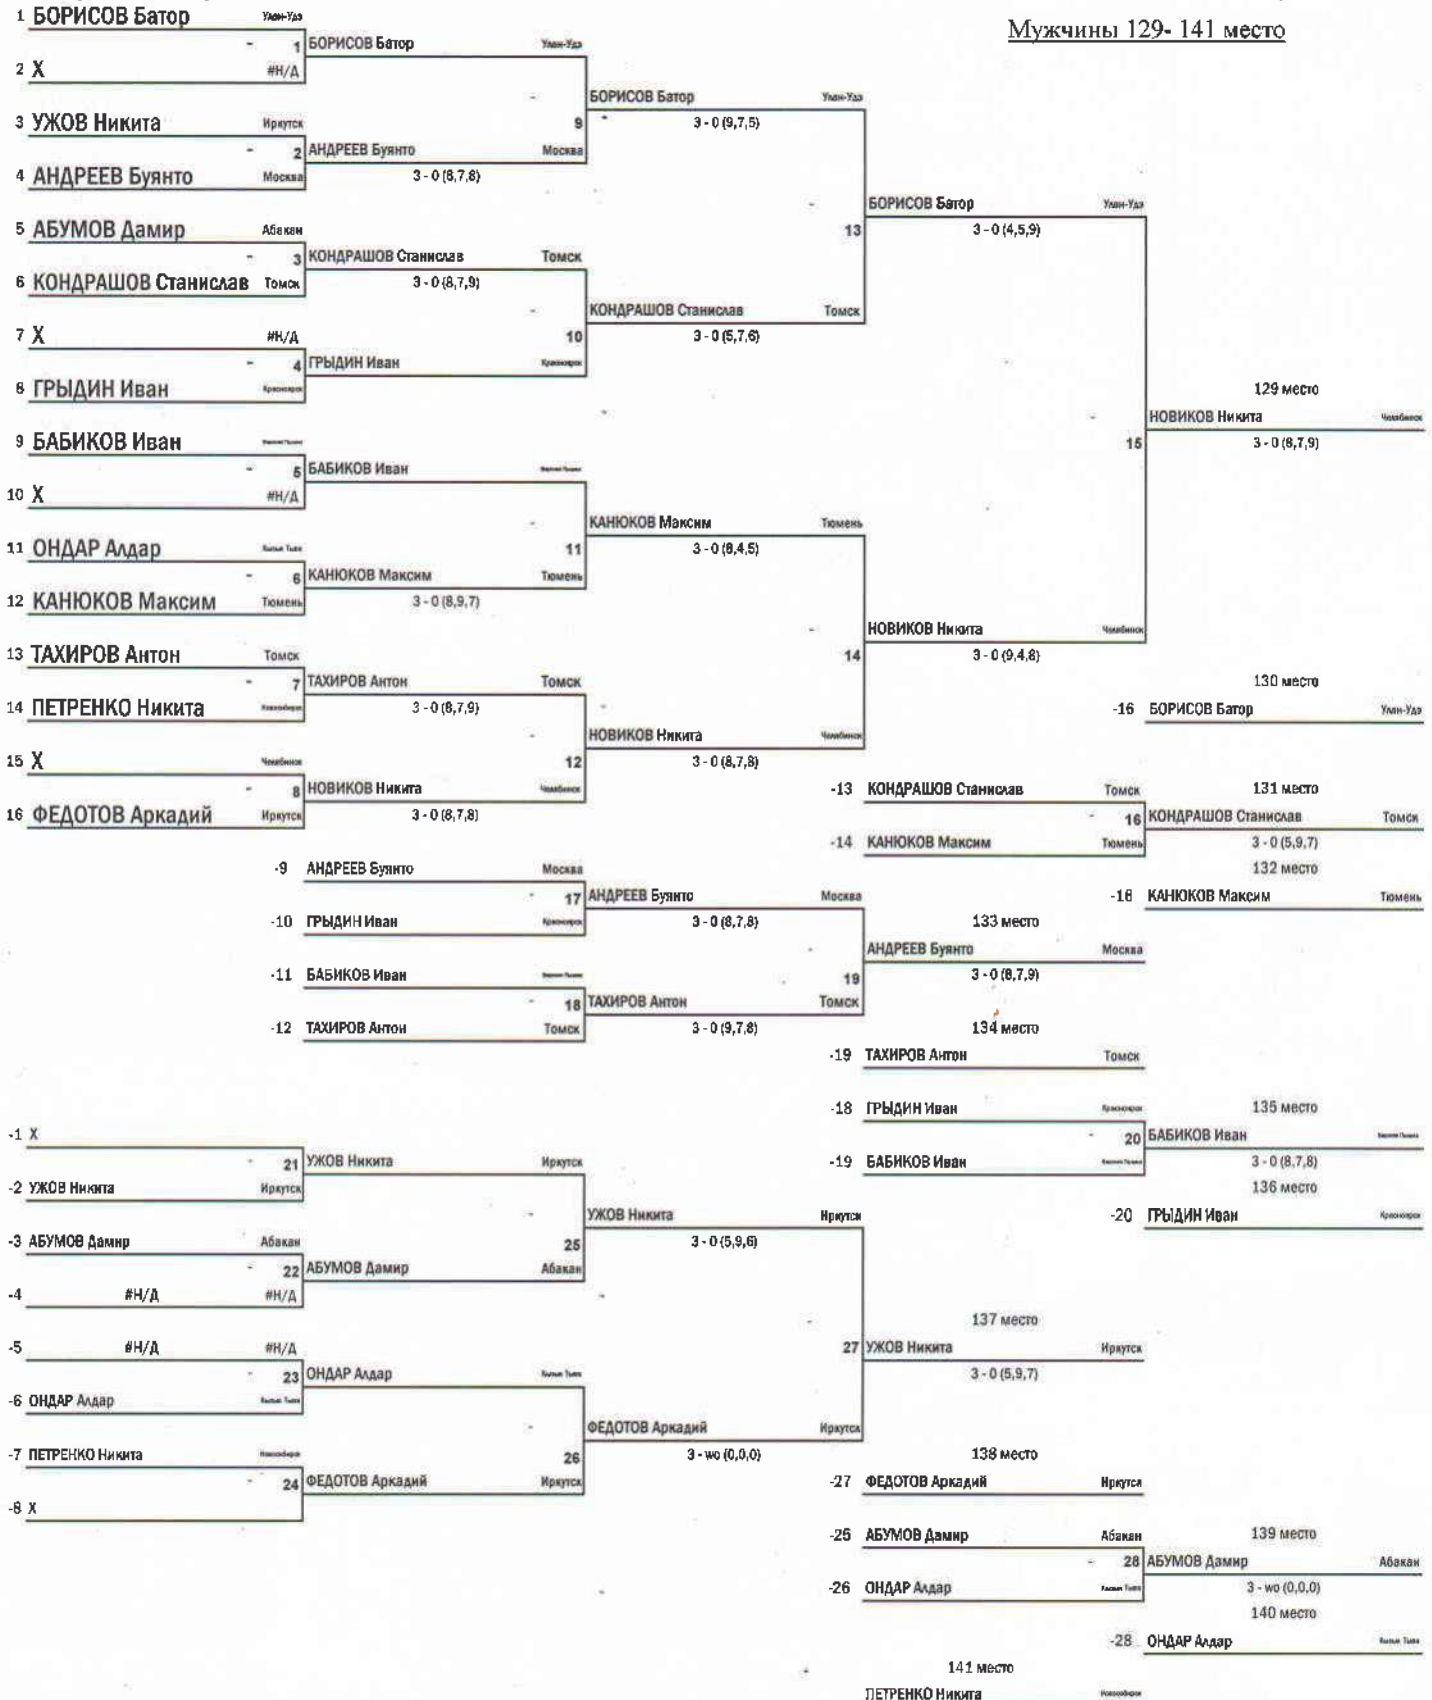 Мужчины 129- 141 место
1 БОРИСОВ Батор Улан-Удэ
- 1 БОРИСОВ Батор Улан-Удэ
2 X #Н/Д
- БОРИСОВ Батор Улан-Удэ
3 УЖОВ Никита Иркутск
9 3 - 0 (9,7,5)
- 2 АНДРЕЕВ Буянто Москва
4 АНДРЕЕВ Буянто Москва
3 - 0 (6,7,8)
- БОРИСОВ Батор Улан-Удэ
5 АБУМОВ Дамир Абакан
13 3 - 0 (4,5,9)
- 3 КОНДРАШОВ Станислав Томск
6 КОНДРАШОВ Станислав Томск
3 - 0 (8,7,9)
- КОНДРАШОВ Станислав Томск
7 X #Н/Д
10 3 - 0 (5,7,6)
- 4 ГРЫДИН Иван Красноярск
8 ГРЫДИН Иван Красноярск
129 место
- НОВИКОВ Никита Челябинск
9 БАБИКОВ Иван
15 3 - 0 (8,7,9)
- 5 БАБИКОВ Иван
10 X #Н/Д
- КАНЮКОВ Максим Тюмень
11 ОНДАР Алдар
11 3 - 0 (8,4,5)
- 6 КАНЮКОВ Максим Тюмень
12 КАНЮКОВ Максим Тюмень
3 - 0 (8,9,7)
- НОВИКОВ Никита Челябинск
13 ТАХИРОВ Антон Томск
14 3 - 0 (9,4,8)
- 7 ТАХИРОВ Антон Томск
130 место
14 ПЕТРЕНКО Никита
3 - 0 (6,7,9)
-16 БОРИСОВ Батор Улан-Удэ
- НОВИКОВ Никита Челябинск
15 X Челябинск
12 3 - 0 (8,7,8)
- 8 НОВИКОВ Никита Челябинск
-13 КОНДРАШОВ Станислав Томск
131 место
16 ФЕДОТОВ Аркадий Иркутск
3 - 0 (8,7,8)
- 16 КОНДРАШОВ Станислав Томск
-14 КАНЮКОВ Максим Тюмень
3 - 0 (5,9,7)
132 место
-9 АНДРЕЕВ Буянто Москва
- 17 АНДРЕЕВ Буянто Москва
-16 КАНЮКОВ Максим Тюмень
-10 ГРЫДИН Иван Красноярск
3 - 0 (8,7,8)
133 место
- АНДРЕЕВ Буянто Москва
-11 БАБИКОВ Иван
19 3 - 0 (8,7,9)
- 18 ТАХИРОВ Антон Томск
-12 ТАХИРОВ Антон Томск
3 - 0 (9,7,8)
134 место
-19 ТАХИРОВ Антон Томск
-18 ГРЫДИН Иван Красноярск
135 место
-1 X
- 20 БАБИКОВ Иван
- 21 УЖОВ Никита Иркутск
-19 БАБИКОВ Иван
3 - 0 (8,7,8)
-2 УЖОВ Никита Иркутск
136 место
- УЖОВ Никита Иркутск
-20 ГРЫДИН Иван Красноярск
-3 АБУМОВ Дамир Абакан
25 3 - 0 (5,9,6)
- 22 АБУМОВ Дамир Абакан
-4 #Н/Д #Н/Д
137 место
-5 #Н/Д #Н/Д
- 27 УЖОВ Никита Иркутск
- 23 ОНДАР Алдар
3 - 0 (5,9,7)
-6 ОНДАР Алдар
- ФЕДОТОВ Аркадий Иркутск
-7 ПЕТРЕНКО Никита
26 3 - wo (0,0,0)
138 место
- 24 ФЕДОТОВ Аркадий Иркутск
-27 ФЕДОТОВ Аркадий Иркутск
-8 X
-25 АБУМОВ Дамир Абакан
139 место
- 28 АБУМОВ Дамир Абакан
-26 ОНДАР Алдар
3 - wo (0,0,0)
140 место
-28 ОНДАР Алдар
141 место
ПЕТРЕНКО Никита